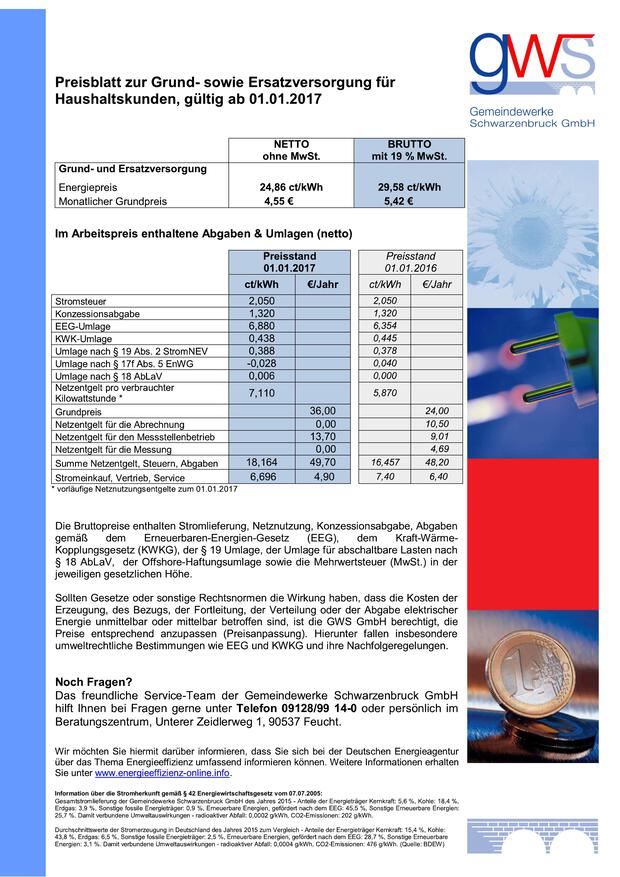 gWS
Gemeindewerke
Schwarzenbruck GmbH
Preisblatt zur Grund- sowie Ersatzversorgung für
Haushaltskunden, gültig ab 01.01.2017
NETTO BRUTTO
ohne MwSt. mit 19 % MwSt.
Grund- und Ersatzversorgung
Energiepreis 24,86 ct/kWh 29,58 ct/kWh
Monatlicher Grundpreis 4,55 € 5,42 €
Im Arbeitspreis enthaltene Abgaben & Umlagen (netto)
Preisstand Preisstand
01.01.2017 01.01.2016
ct/kWh €/Jahr ct/kWh €/Jahr
Stromsteuer 2,050 2,050
Konzessionsabgabe 1,320 1,320
EEG-Umlage 6,880 6,354
KWK-Umlage 0,438 0,445
Umlage nach § 19 Abs. 2 StromNEV 0,388 0,378
Umlage nach § 17f Abs. 5 EnWG -0,028 0,040
Umlage nach § 18 AbLaV 0,006 0,000
Netzentgelt pro verbrauchter
Kilowattstunde * 7,110 5,870
Grundpreis 36,00 24,00
Netzentgelt für die Abrechnung 0,00 10,50
Netzentgelt für den Messstellenbetrieb 13,70 9,01
Netzentgelt für die Messung 0,00 4,69
Summe Netzentgelt, Steuern, Abgaben 18,164 49,70 16,457 48,20
Stromeinkauf, Vertrieb, Service 6,696 4,90 7,40 6,40
* vorläufige Netznutzungsentgelte zum 01.01.2017
Die Bruttopreise enthalten Stromlieferung, Netznutzung, Konzessionsabgabe, Abgaben
gemäß dem Erneuerbaren-Energien-Gesetz (EEG), dem Kraft-Wärme-
Kopplungsgesetz (KWKG), der § 19 Umlage, der Umlage für abschaltbare Lasten nach
§ 18 AbLaV, der Offshore-Haftungsumlage sowie die Mehrwertsteuer (MwSt.) in der
jeweiligen gesetzlichen Höhe.
Sollten Gesetze oder sonstige Rechtsnormen die Wirkung haben, dass die Kosten der
Erzeugung, des Bezugs, der Fortleitung, der Verteilung oder der Abgabe elektrischer
Energie unmittelbar oder mittelbar betroffen sind, ist die GWS GmbH berechtigt, die
Preise entsprechend anzupassen (Preisanpassung). Hierunter fallen insbesondere
umweltrechtliche Bestimmungen wie EEG und KWKG und ihre Nachfolgeregelungen.
Noch Fragen?
Das freundliche Service-Team der Gemeindewerke Schwarzenbruck GmbH
hilft Ihnen bei Fragen gerne unter Telefon 09128/99 14-0 oder persönlich im
Beratungszentrum, Unterer Zeidlerweg 1, 90537 Feucht.
Wir möchten Sie hiermit darüber informieren, dass Sie sich bei der Deutschen Energieagentur
über das Thema Energieeffizienz umfassend informieren können. Weitere Informationen erhalten
Sie unter www.energieeffizienz-online.info.
Information über die Stromherkunft gemäß § 42 Energiewirtschaftsgesetz vom 07.07.2005:
Gesamtstromlieferung der Gemeindewerke Schwarzenbruck GmbH des Jahres 2015 - Anteile der Energieträger Kernkraft: 5,6 %, Kohle: 18,4 %,
Erdgas: 3,9 %, Sonstige fossile Energieträger: 0,9 %, Erneuerbare Energien, gefördert nach dem EEG: 45,5 %, Sonstige Erneuerbare Energien:
25,7 %. Damit verbundene Umweltauswirkungen - radioaktiver Abfall: 0,0002 g/kWh, CO2-Emissionen: 202 g/kWh.
Durchschnittswerte der Stromerzeugung in Deutschland des Jahres 2015 zum Vergleich - Anteile der Energieträger Kernkraft: 15,4 %, Kohle:
43,8 %, Erdgas: 6,5 %, Sonstige fossile Energieträger: 2,5 %, Erneuerbare Energien, gefördert nach dem EEG: 28,7 %, Sonstige Erneuerbare
Energien: 3,1 %. Damit verbundene Umweltauswirkungen - radioaktiver Abfall: 0,0004 g/kWh, CO2-Emissionen: 476 g/kWh. (Quelle: BDEW)